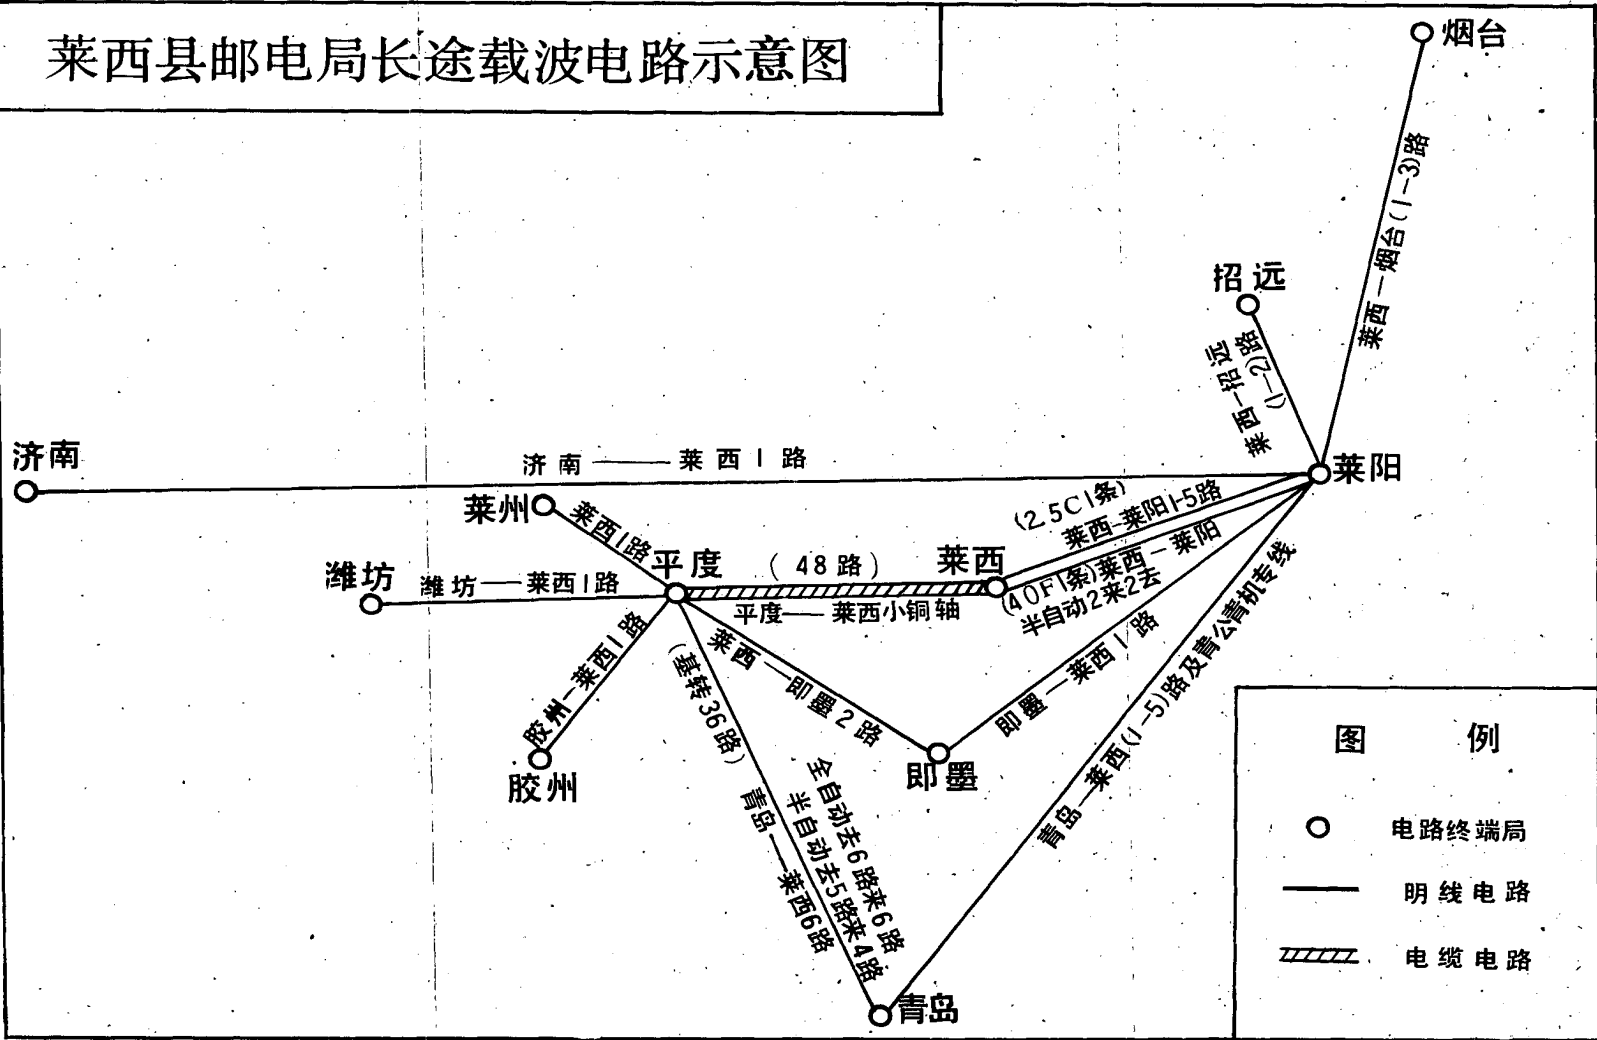 莱西县邮电局长途载波电路示意图
烟台
莱西—烟台(1—3)路
招远
莱西—招远
(1—2)路
济南
济南——莱西1路
莱阳
莱州
莱西1路
(2.5C1条)
莱西—莱阳1-5路
潍坊
潍坊——莱西1路
平度
(48路)
莱西
平度——莱西小铜轴
(40F1条)莱西—莱阳
半自动2来2去
胶州—莱西1路
胶州
(基转36路)
莱西—即墨2路
即墨—莱西1路
即墨
青岛—莱西(1—5)路及青公青机专线
全自动去6路来6路
半自动去5路来4路
青岛——莱西6路
青岛
图例
电路终端局
明线电路
电缆电路